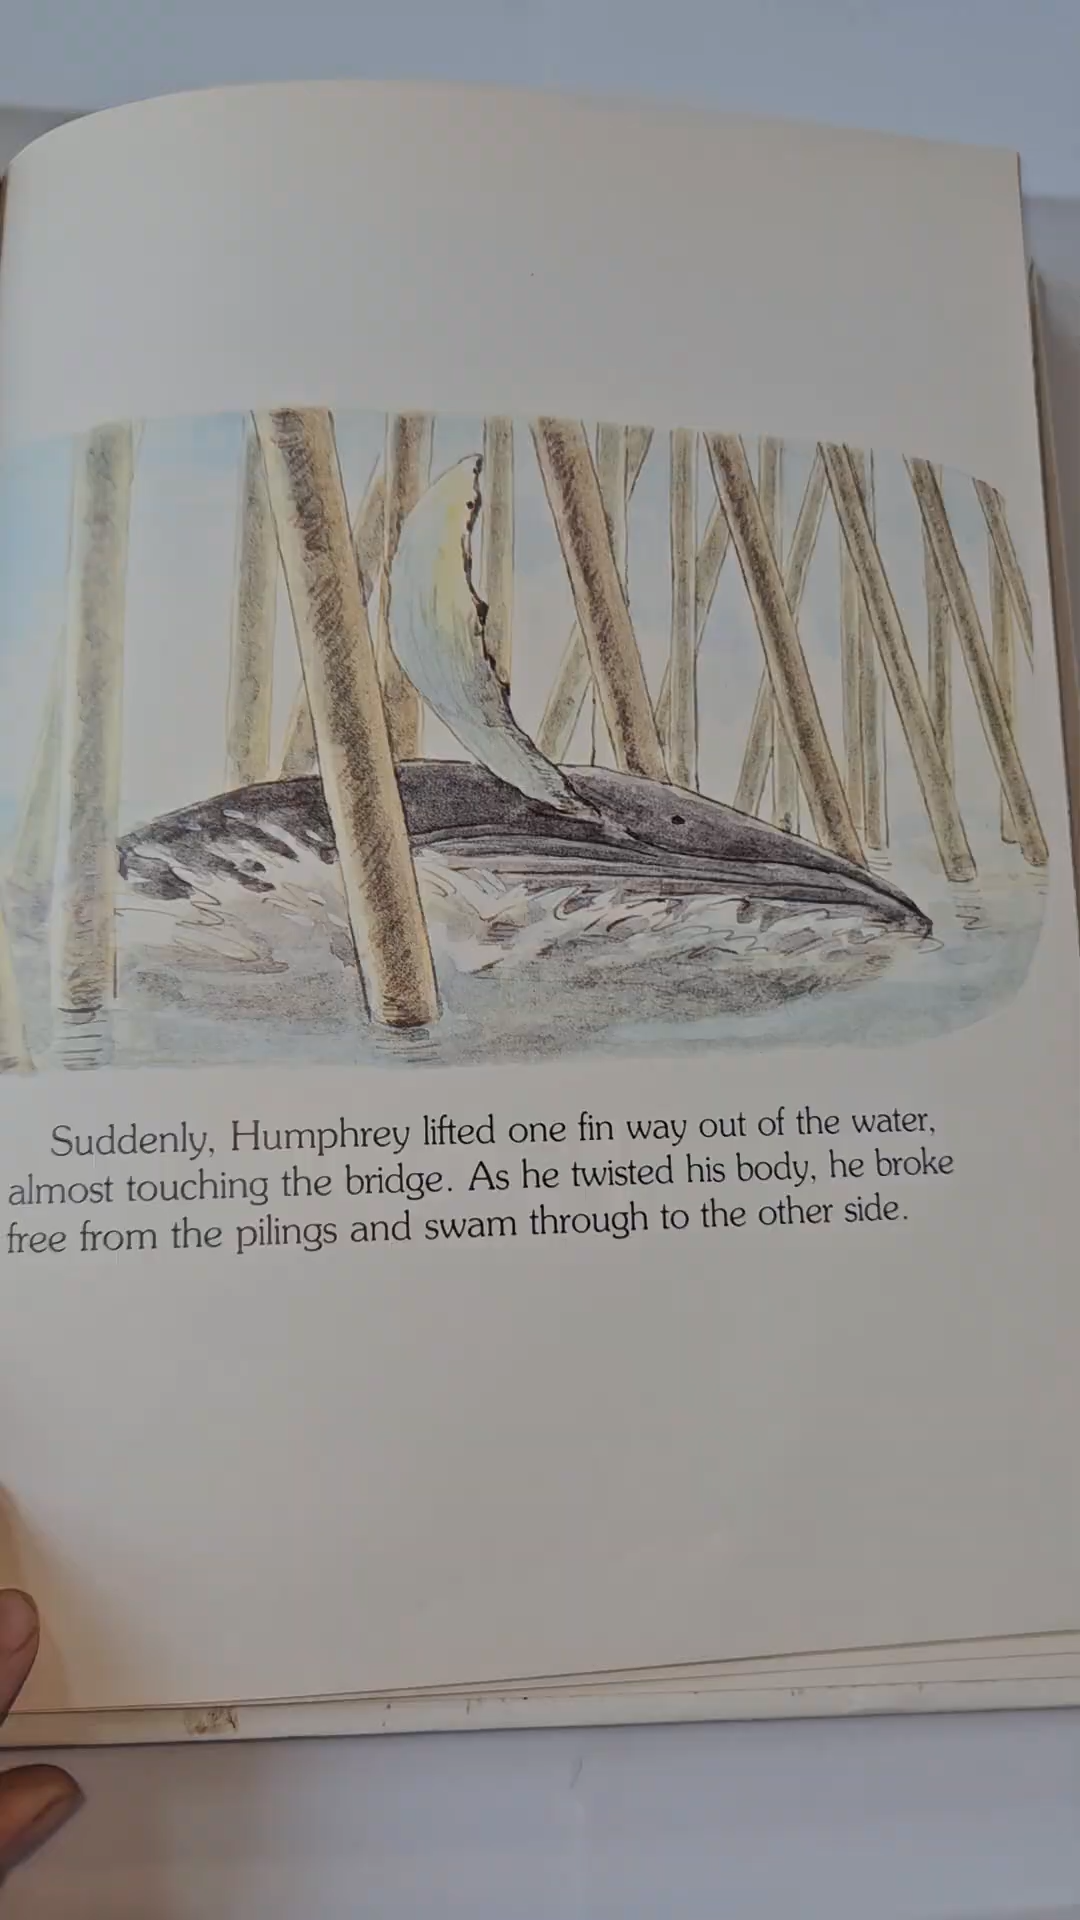 Suddenly, Humphrey lifted one fin way out of the water,
almost touching the bridge. As he twisted his body, he broke
free from the pilings and swam through to the other side.